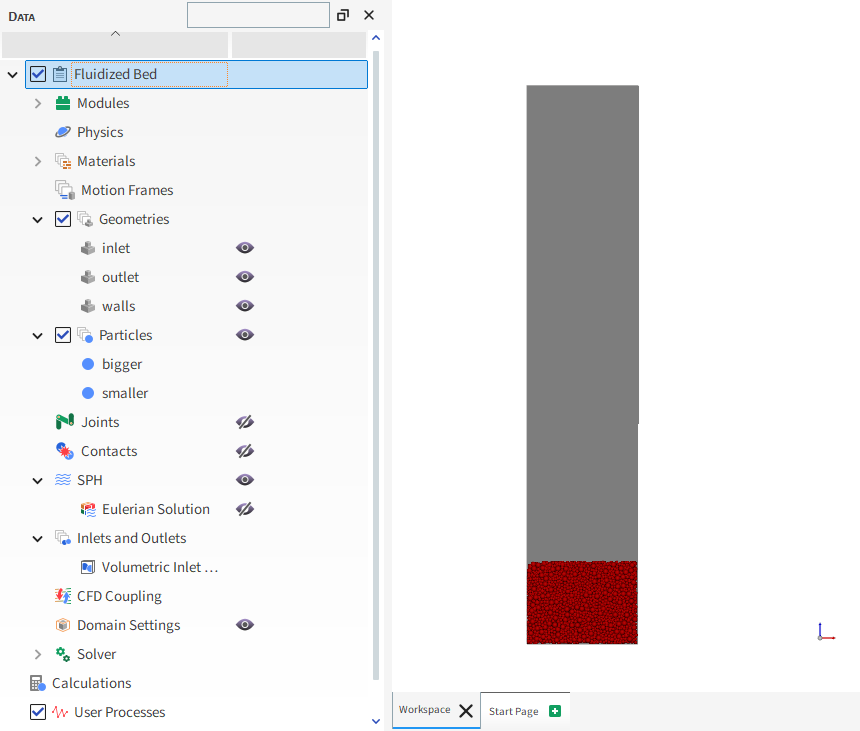 DATA
Fluidized Bed
Modules
Physics
Materials
Motion Frames
Geometries
inlet
outlet
walls
Particles
bigger
smaller
Joints
Contacts
SPH
Eulerian Solution
Inlets and Outlets
Volumetric Inlet ...
CFD Coupling
Domain Settings
Solver
Calculations
User Processes
Workspace
Start Page